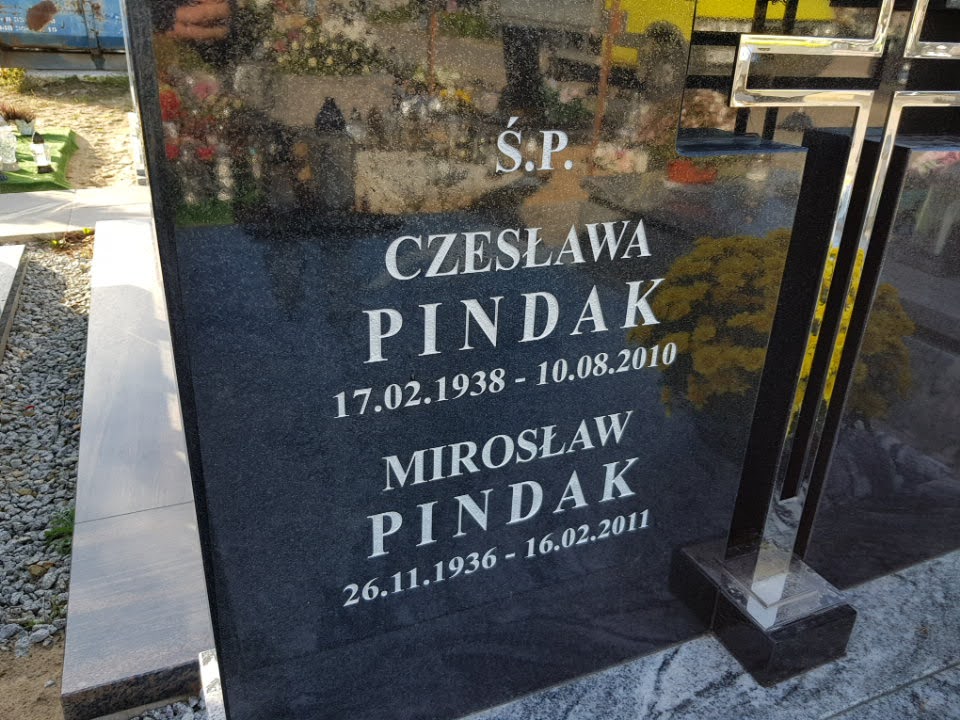 Ś.P.
CZESŁAWA
PINDAK
17.02.1938 - 10.08.2010
MIROSŁAW
PINDAK
26.11.1936 - 16.02.2011